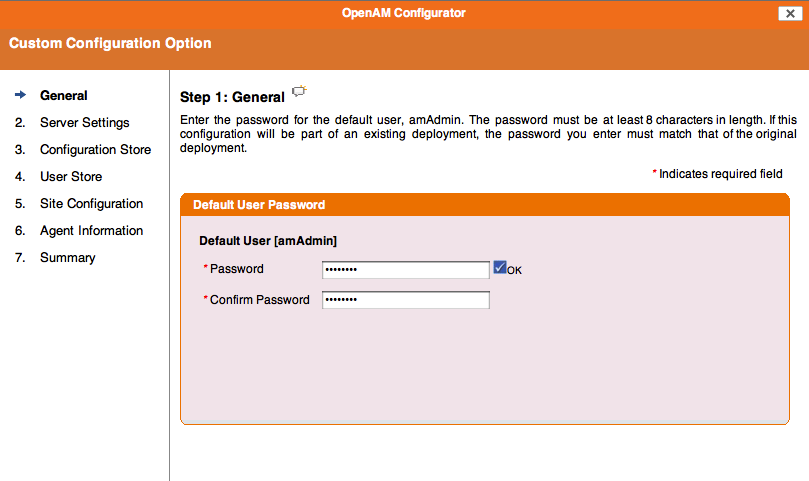 OpenAM Configurator
Custom Configuration Option
General
2. Server Settings
3. Configuration Store
4. User Store
5. Site Configuration
6. Agent Information
7. Summary
Step 1: General
Enter the password for the default user, amAdmin. The password must be at least 8 characters in length. If this
configuration will be part of an existing deployment, the password you enter must match that of the original
deployment.
* Indicates required field
Default User Password
Default User [amAdmin]
* Password •••••••• OK
* Confirm Password ••••••••